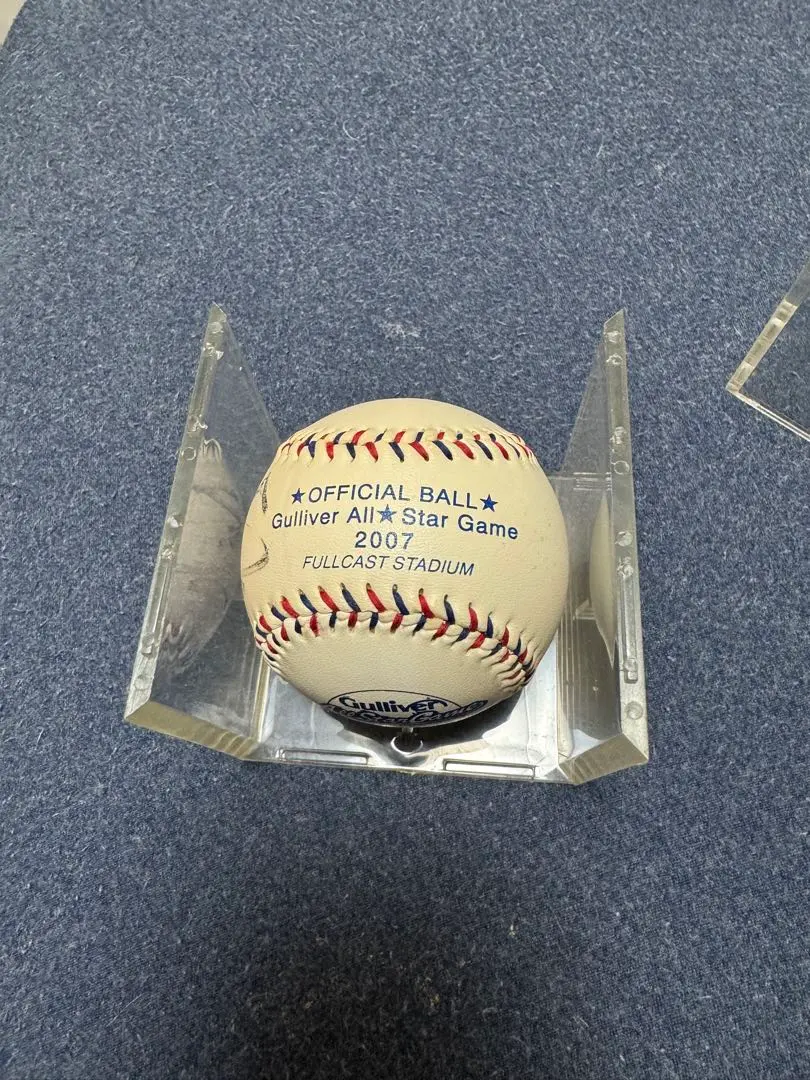 ★OFFICIAL BALL★
Gulliver All★Star Game
2007
FULLCAST STADIUM
Gulliver